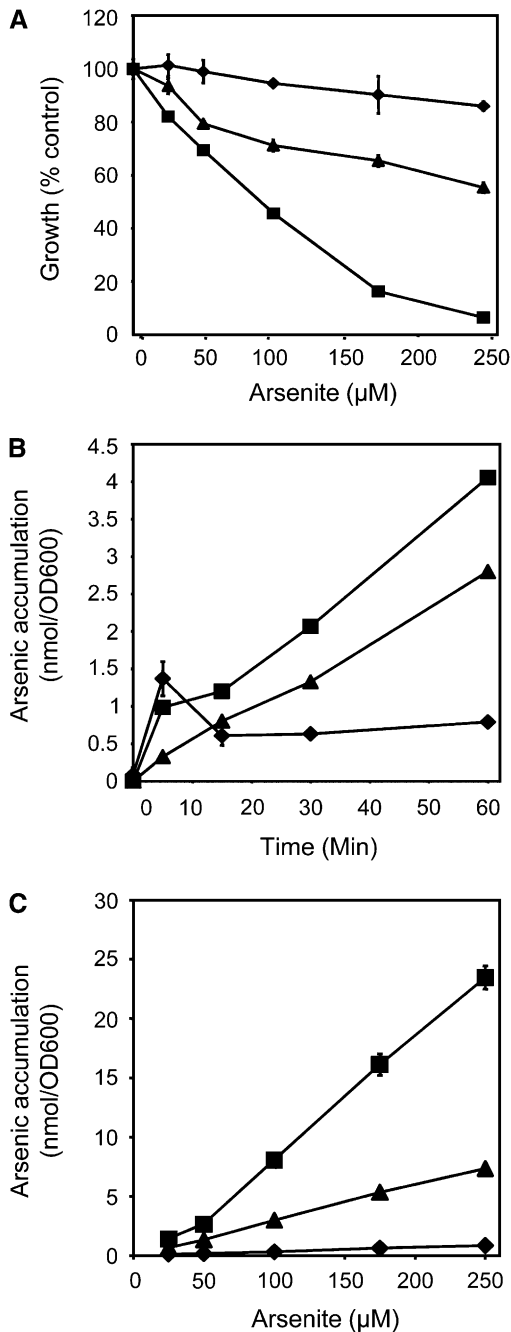 A
120
100
80
60
40
20
0
Growth (% control)
0 50 100 150 200 250
Arsenite (µM)
B
4.5
4
3.5
3
2.5
2
1.5
1
0.5
0
Arsenic accumulation
(nmol/OD600)
0 10 20 30 40 50 60
Time (Min)
C
30
25
20
15
10
5
0
Arsenic accumulation
(nmol/OD600)
0 50 100 150 200 250
Arsenite (µM)